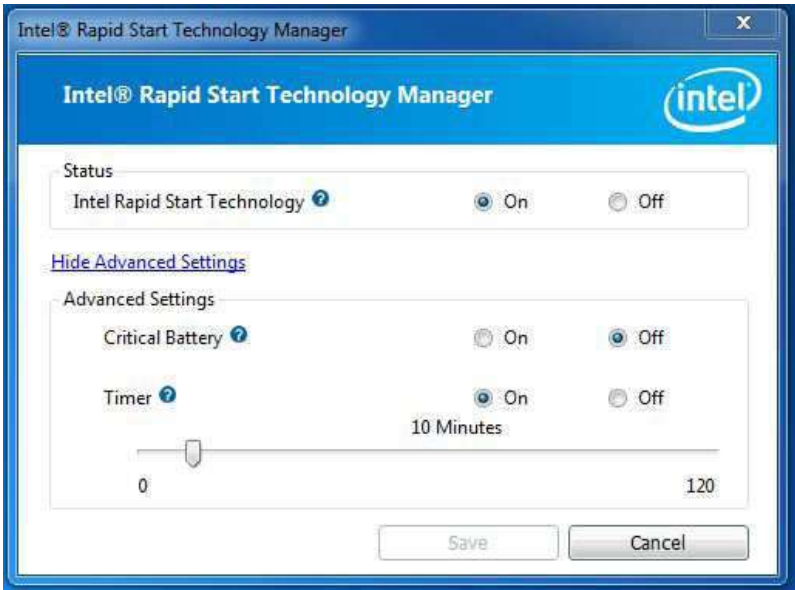 Intel® Rapid Start Technology Manager
X
Intel® Rapid Start Technology Manager
intel
Status
Intel Rapid Start Technology ? On Off
Hide Advanced Settings
Advanced Settings
Critical Battery ? On Off
Timer ? On Off
10 Minutes
0 120
Save Cancel